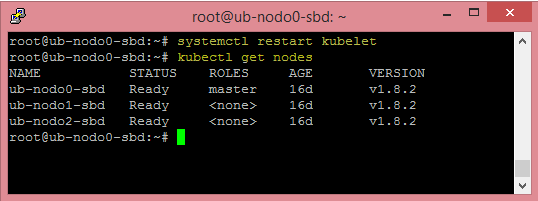 root@ub-nodo0-sbd: ~
root@ub-nodo0-sbd:~# systemctl restart kubelet
root@ub-nodo0-sbd:~# kubectl get nodes
NAME STATUS ROLES AGE VERSION
ub-nodo0-sbd Ready master 16d v1.8.2
ub-nodo1-sbd Ready <none> 16d v1.8.2
ub-nodo2-sbd Ready <none> 16d v1.8.2
root@ub-nodo0-sbd:~#